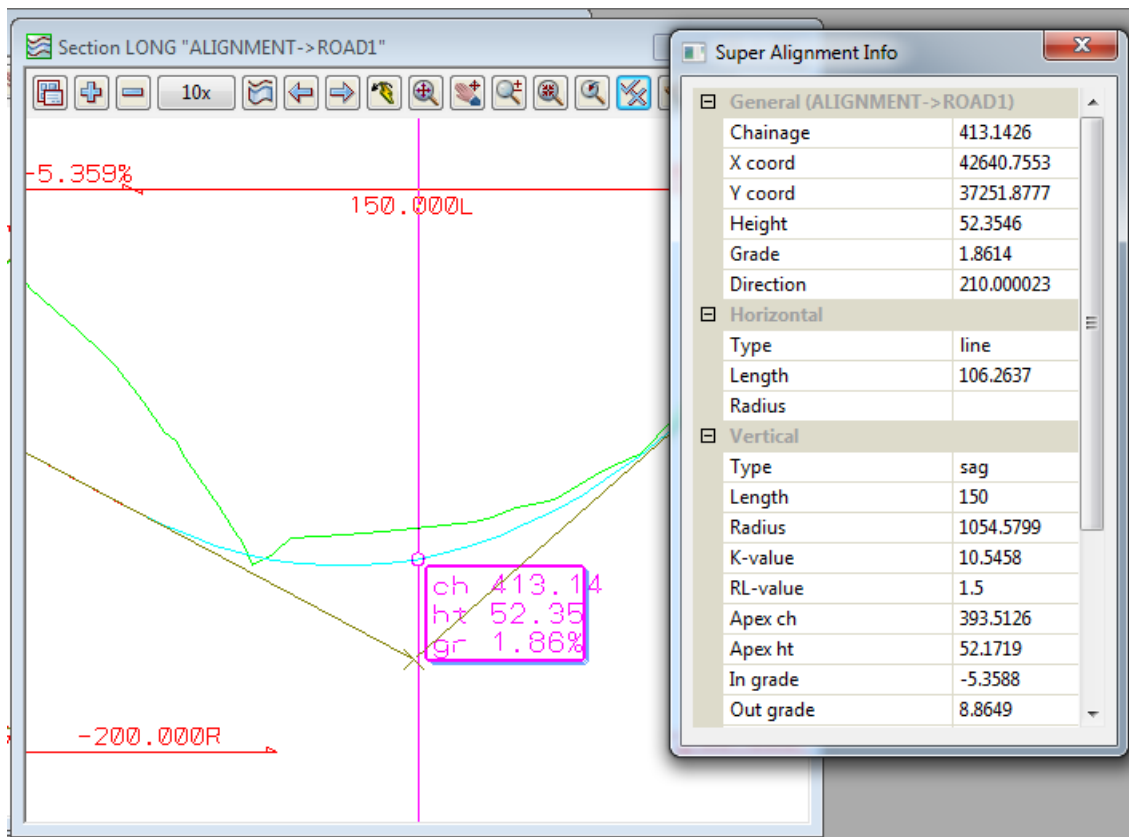 Section LONG "ALIGNMENT->ROAD1"
10x
-5.359%
150.000L
ch 413.14
ht 52.35
gr 1.86%
-200.000R
Super Alignment Info
General (ALIGNMENT->ROAD1)
Chainage 413.1426
X coord 42640.7553
Y coord 37251.8777
Height 52.3546
Grade 1.8614
Direction 210.000023
Horizontal
Type line
Length 106.2637
Radius
Vertical
Type sag
Length 150
Radius 1054.5799
K-value 10.5458
RL-value 1.5
Apex ch 393.5126
Apex ht 52.1719
In grade -5.3588
Out grade 8.8649